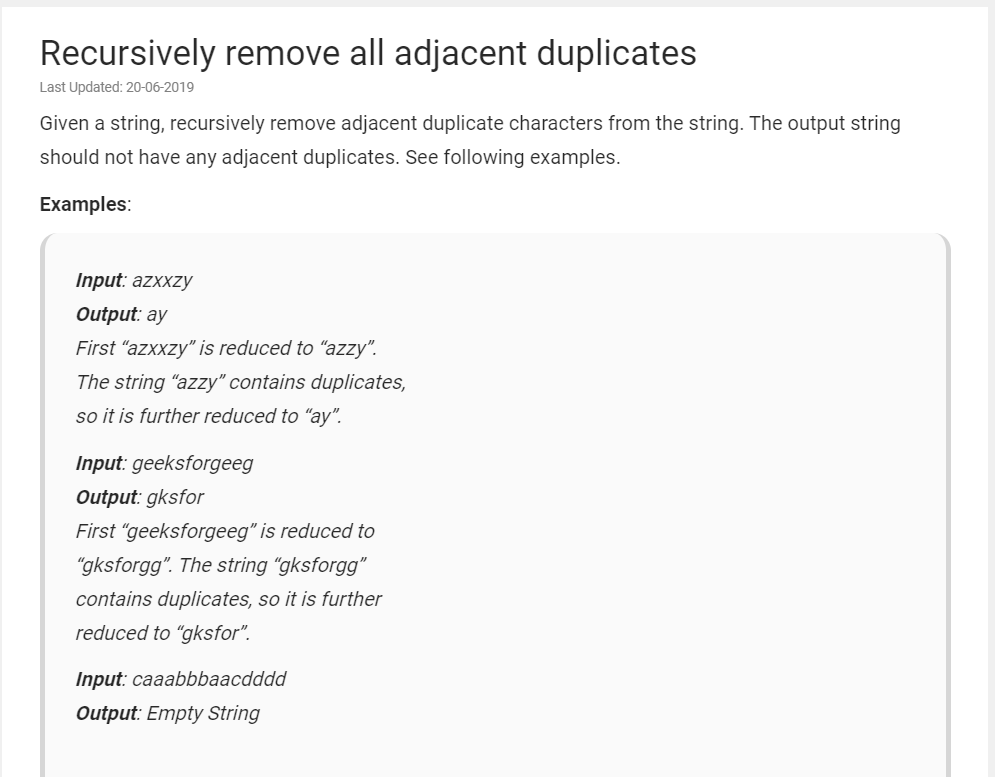 Recursively remove all adjacent duplicates
Last Updated: 20-06-2019
Given a string, recursively remove adjacent duplicate characters from the string. The output string
should not have any adjacent duplicates. See following examples.
Examples:
Input: azxxzy
Output: ay
First “azxxzy” is reduced to “azzy”.
The string “azzy” contains duplicates,
so it is further reduced to “ay”.
Input: geeksforgeeg
Output: gksfor
First “geeksforgeeg” is reduced to
“gksforgg”. The string “gksforgg”
contains duplicates, so it is further
reduced to “gksfor”.
Input: caaabbbaacdddd
Output: Empty String